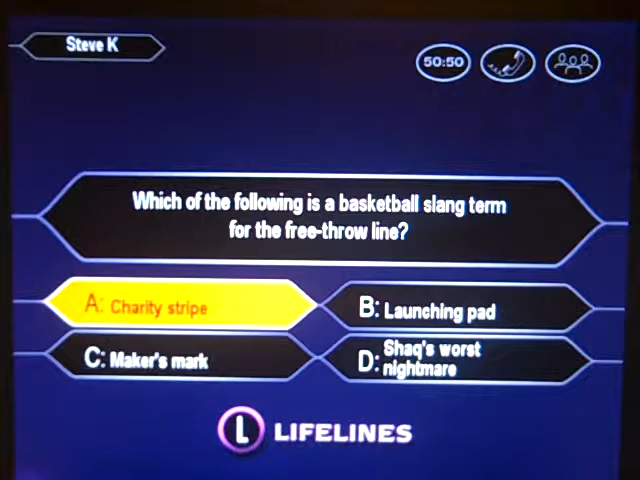 Steve K
50:50
Which of the following is a basketball slang term
for the free-throw line?
A: Charity stripe
B: Launching pad
C: Maker's mark
D: Shaq's worst
nightmare
L LIFELINES